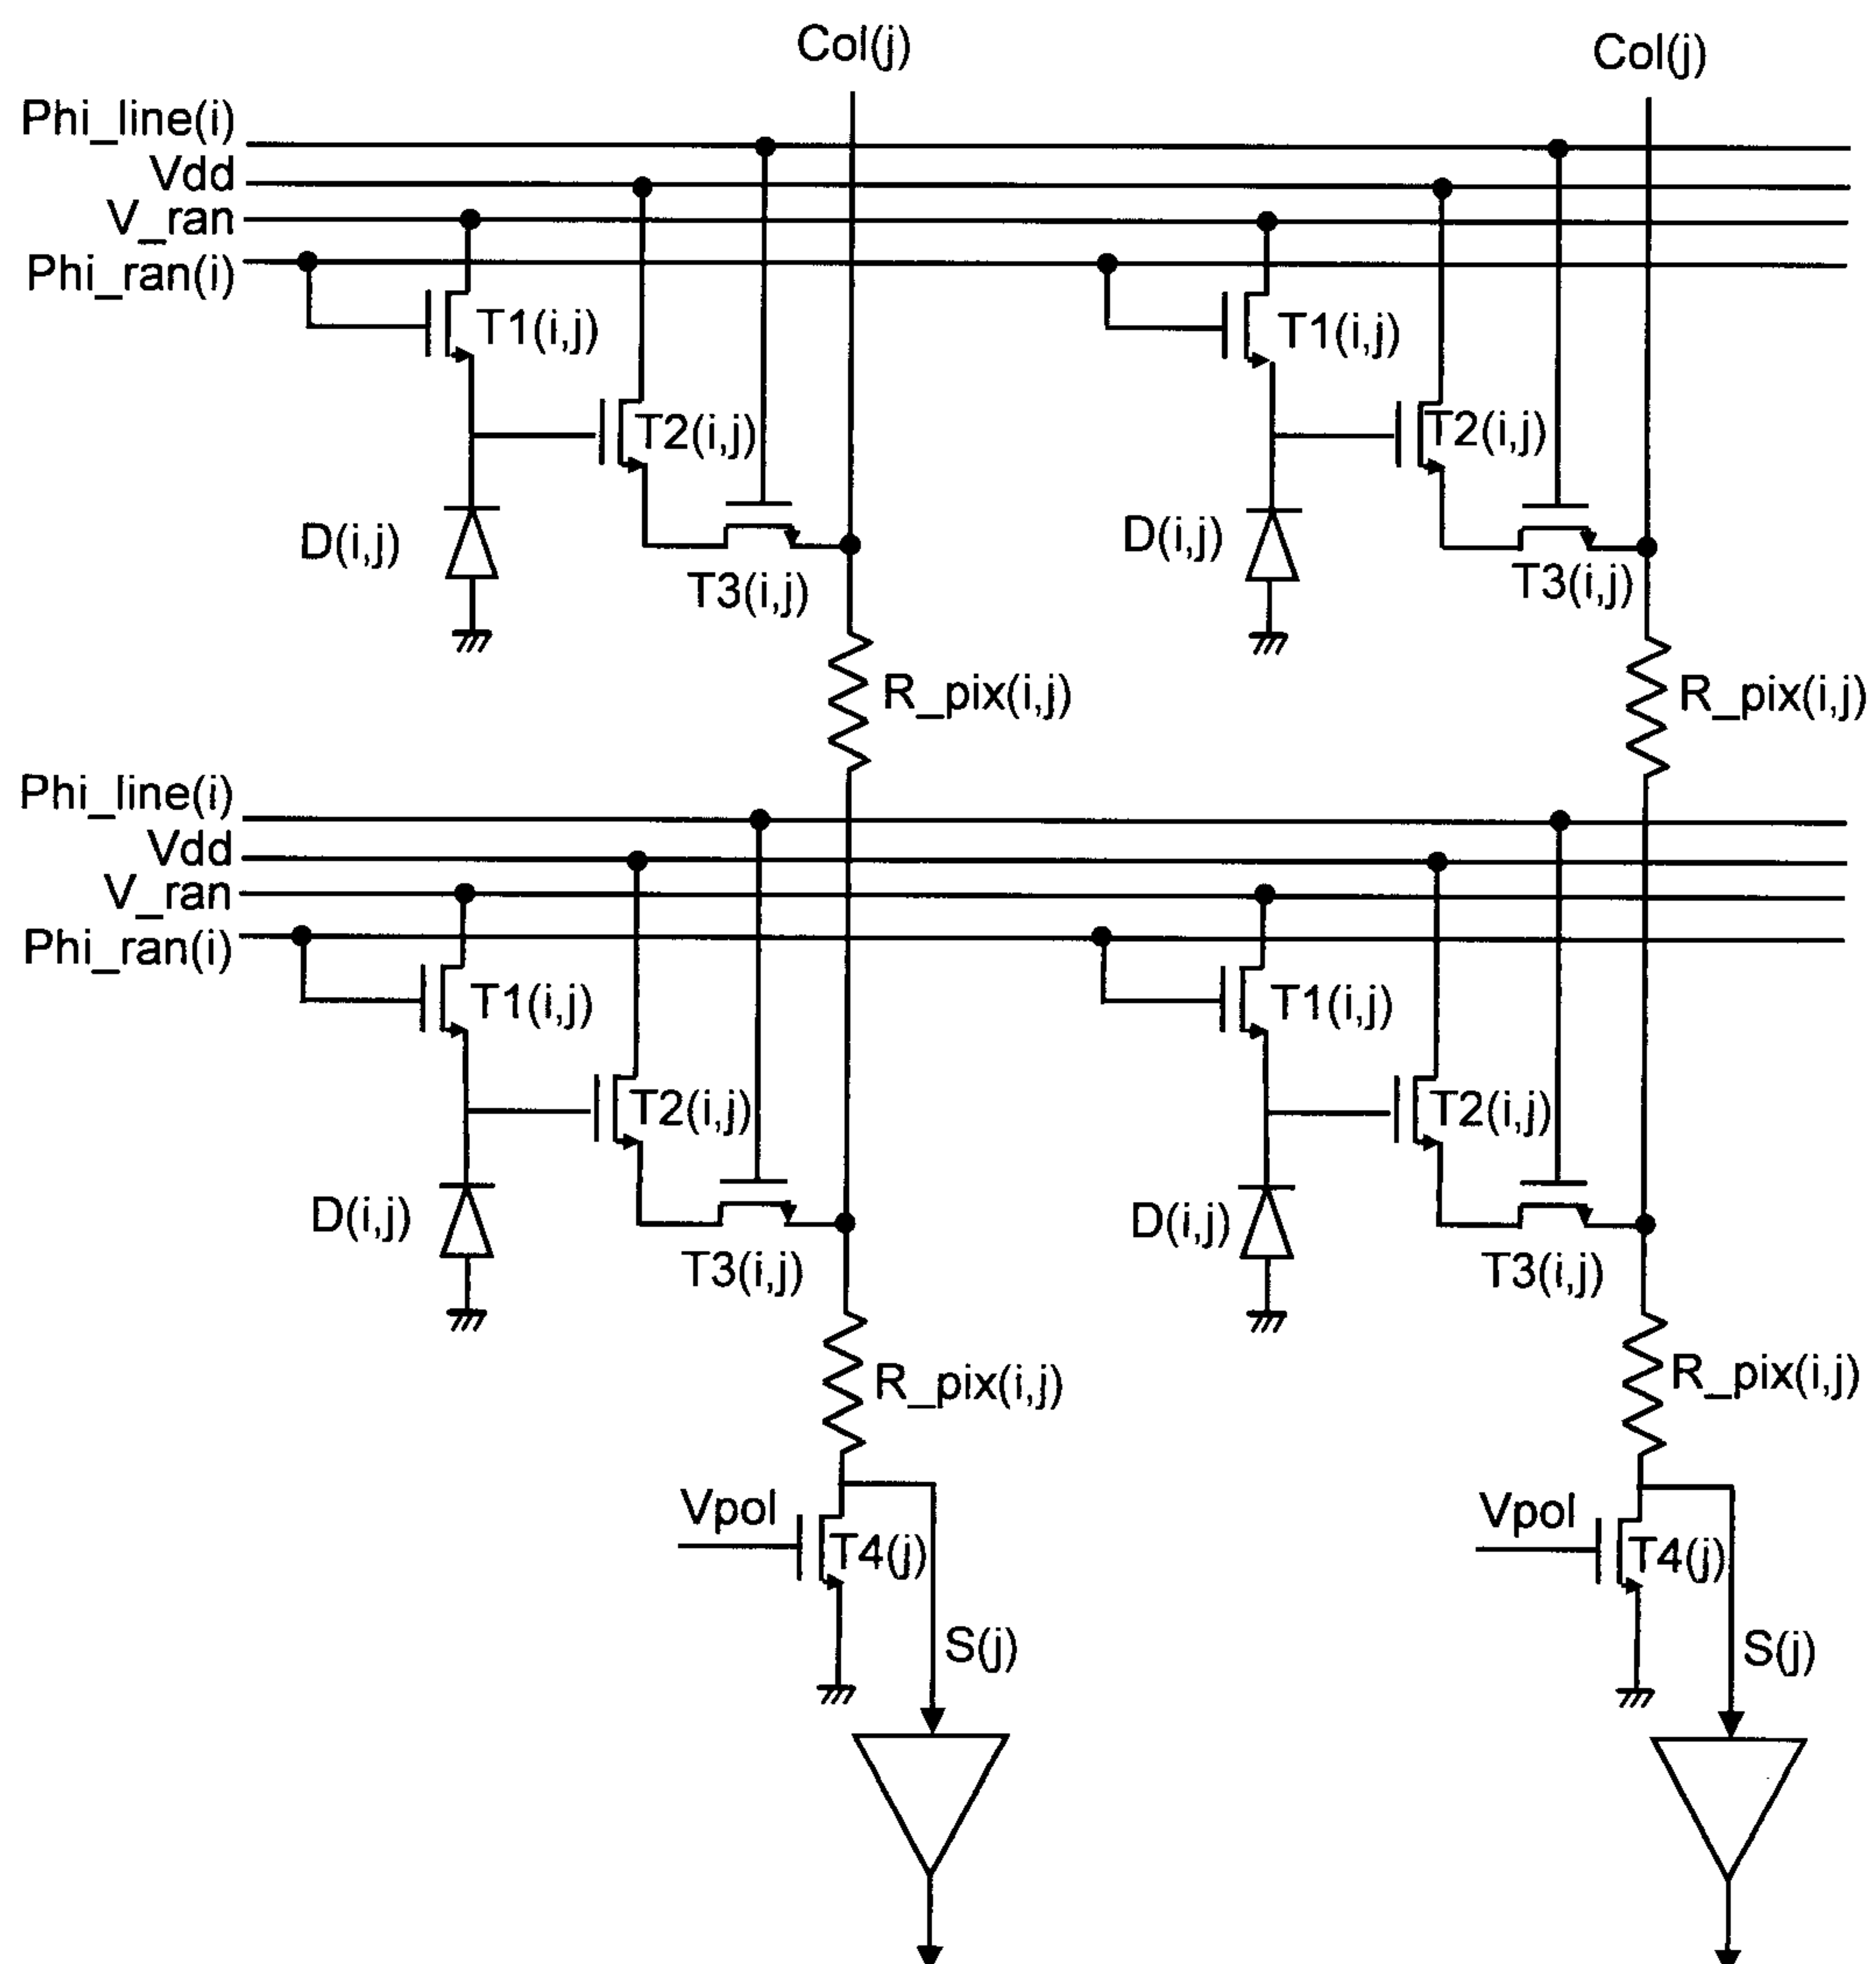 Col(j)
Col(j)
Phi_line(i)
Vdd
V_ran
Phi_ran(i)
T1(i,j)
T1(i,j)
T2(i,j)
T2(i,j)
D(i,j)
D(i,j)
T3(i,j)
T3(i,j)
R_pix(i,j)
R_pix(i,j)
Phi_line(i)
Vdd
V_ran
Phi_ran(i)
T1(i,j)
T1(i,j)
T2(i,j)
T2(i,j)
D(i,j)
D(i,j)
T3(i,j)
T3(i,j)
R_pix(i,j)
R_pix(i,j)
Vpol
Vpol
T4(j)
T4(j)
S(j)
S(j)